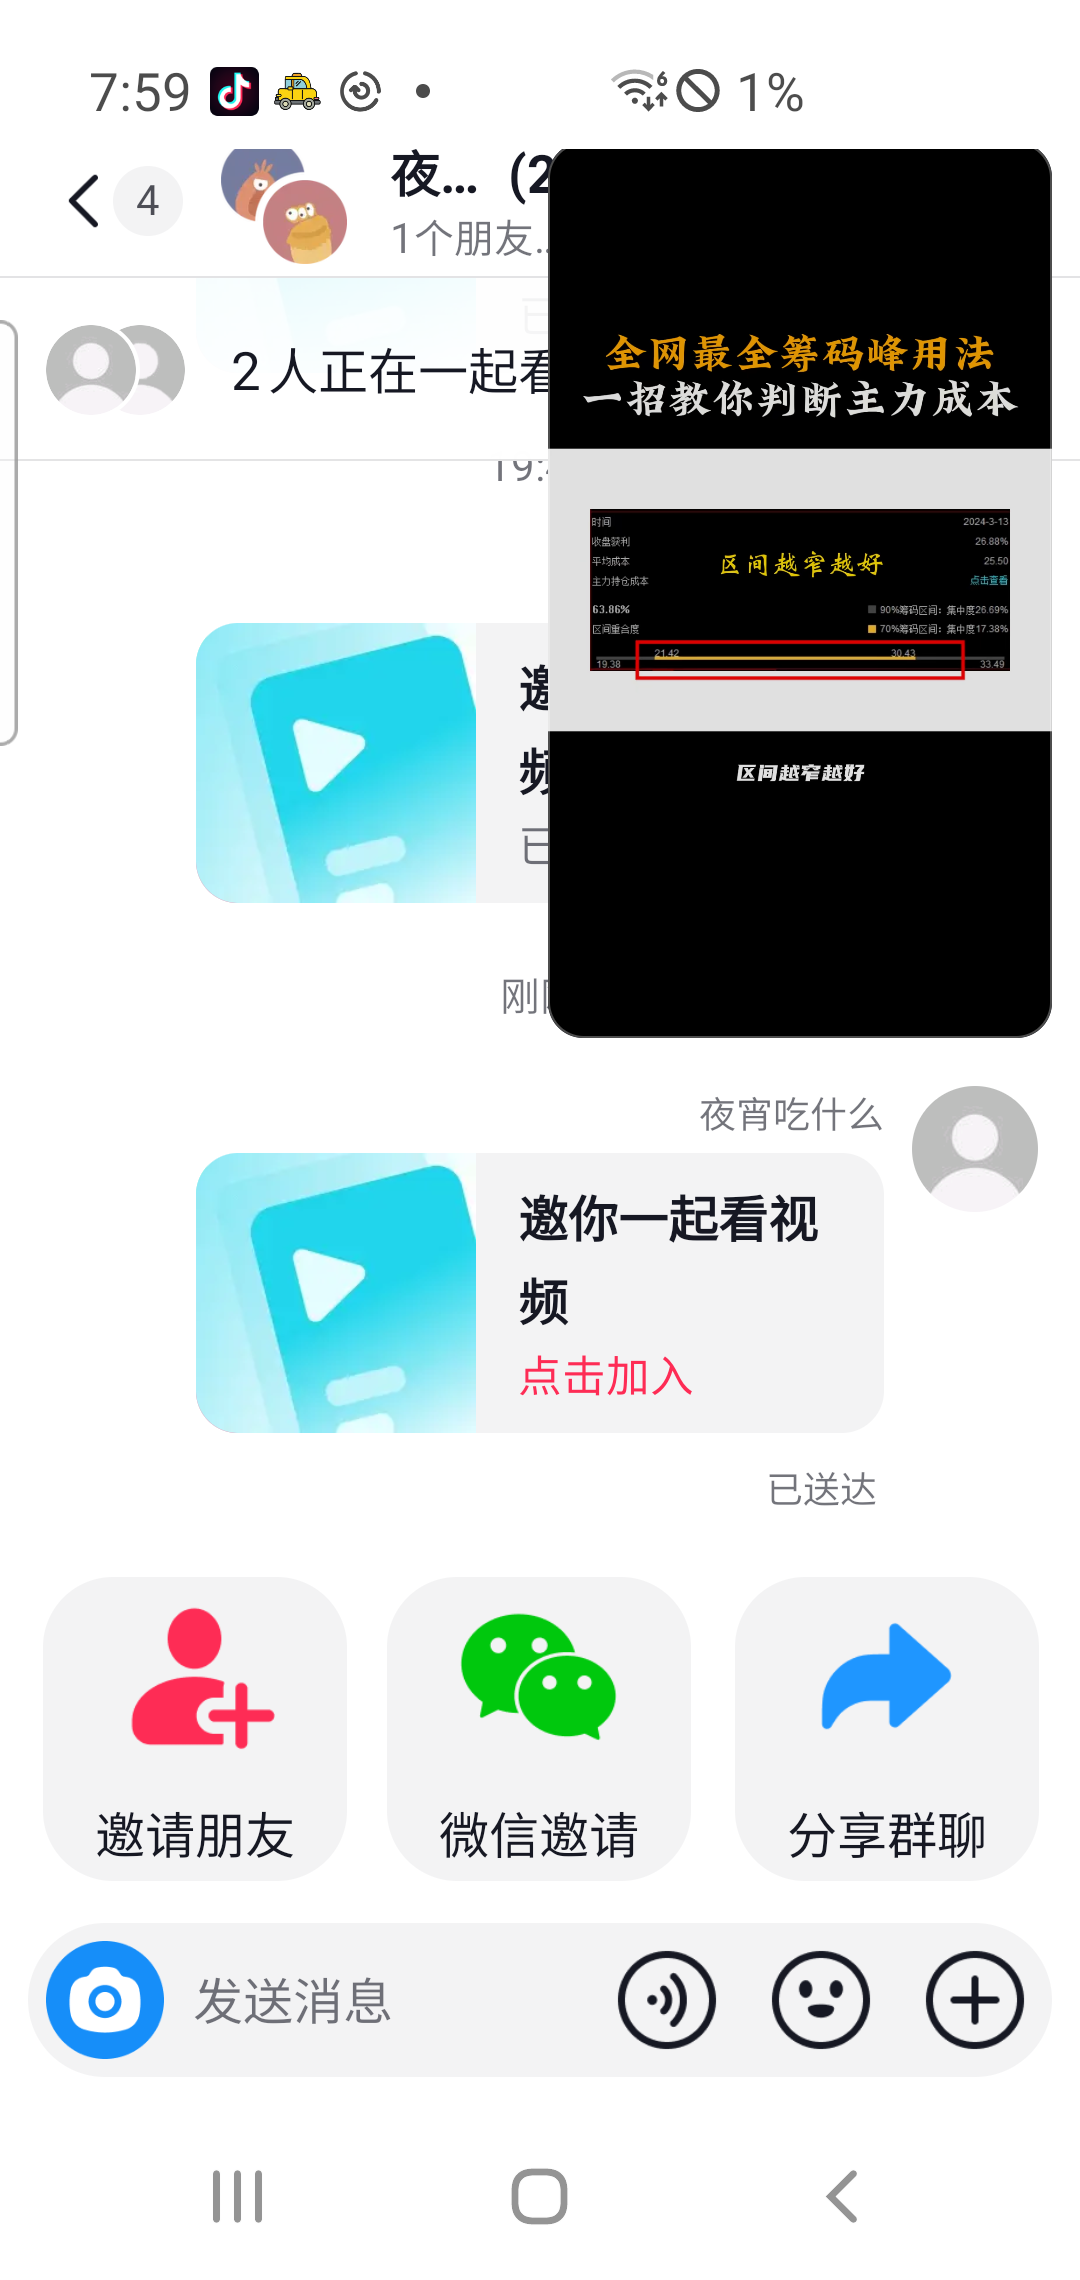 7:59
1%
4
夜... (2
1个朋友..
2人正在一起看
19:
全网最全筹码峰用法
一招教你判断主力成本
时间 2024-3-13
收盘获利 26.88%
平均成本 25.50
区间越窄越好
主力持仓成本 点击查看
63.86% 90%筹码区间：集中度26.69%
区间重合度 70%筹码区间：集中度17.38%
21.42 30.43
19.38 33.49
区间越窄越好
邀
频
已
刚
夜宵吃什么
邀你一起看视
频
点击加入
已送达
邀请朋友
微信邀请
分享群聊
发送消息